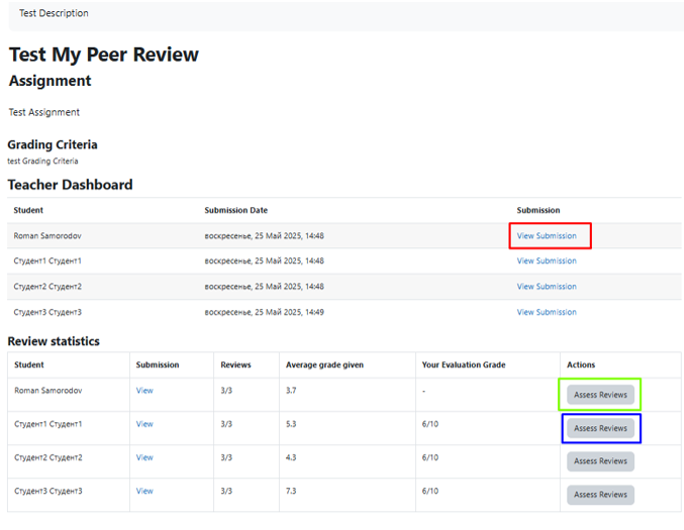 Test Description
Test My Peer Review
Assignment
Test Assignment
Grading Criteria
test Grading Criteria
Teacher Dashboard
Student Submission Date Submission
Roman Samorodov воскресенье, 25 Май 2025, 14:48 View Submission
Студент1 Студент1 воскресенье, 25 Май 2025, 14:48 View Submission
Студент2 Студент2 воскресенье, 25 Май 2025, 14:48 View Submission
Студент3 Студент3 воскресенье, 25 Май 2025, 14:49 View Submission
Review statistics
Student Submission Reviews Average grade given Your Evaluation Grade Actions
Roman Samorodov View 3/3 3.7 - Assess Reviews
Студент1 Студент1 View 3/3 5.3 6/10 Assess Reviews
Студент2 Студент2 View 3/3 4.3 6/10 Assess Reviews
Студент3 Студент3 View 3/3 7.3 6/10 Assess Reviews